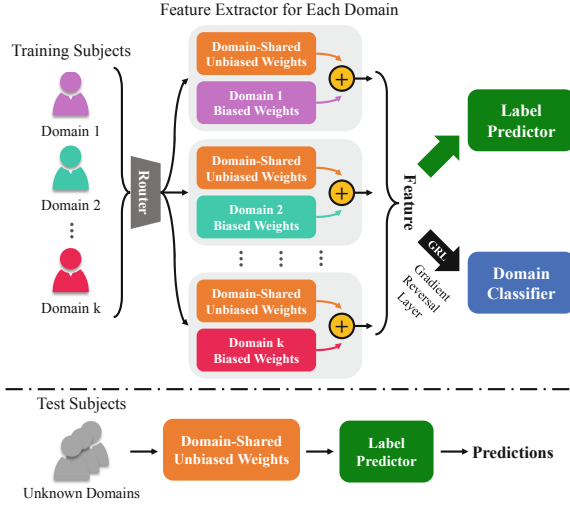 Feature Extractor for Each Domain
Training Subjects
Domain 1
Domain 2
Domain k
Router
Domain-Shared
Unbiased Weights
Domain 1
Biased Weights
+
Domain-Shared
Unbiased Weights
Domain 2
Biased Weights
+
Domain-Shared
Unbiased Weights
Domain k
Biased Weights
+
Feature
Label
Predictor
GRL
Gradient
Reversal
Layer
Domain
Classifier
Test Subjects
Unknown Domains
Domain-Shared
Unbiased Weights
Label
Predictor
Predictions